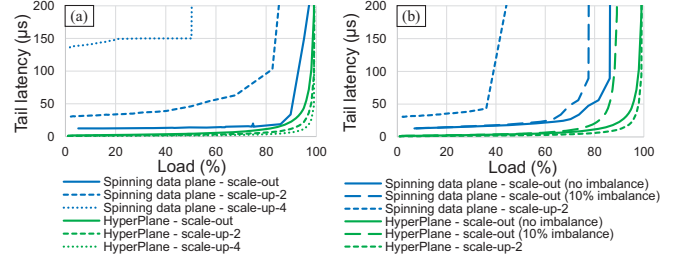 (a)
200
150
100
50
0
Tail latency (µs)
0 20 40 60 80 100
Load (%)
Spinning data plane - scale-out
Spinning data plane - scale-up-2
Spinning data plane - scale-up-4
HyperPlane - scale-out
HyperPlane - scale-up-2
HyperPlane - scale-up-4
(b)
200
150
100
50
0
Tail latency (µs)
0 20 40 60 80 100
Load (%)
Spinning data plane - scale-out (no imbalance)
Spinning data plane - scale-out (10% imbalance)
Spinning data plane - scale-up-2
HyperPlane - scale-out (no imbalance)
HyperPlane - scale-out (10% imbalance)
HyperPlane - scale-up-2